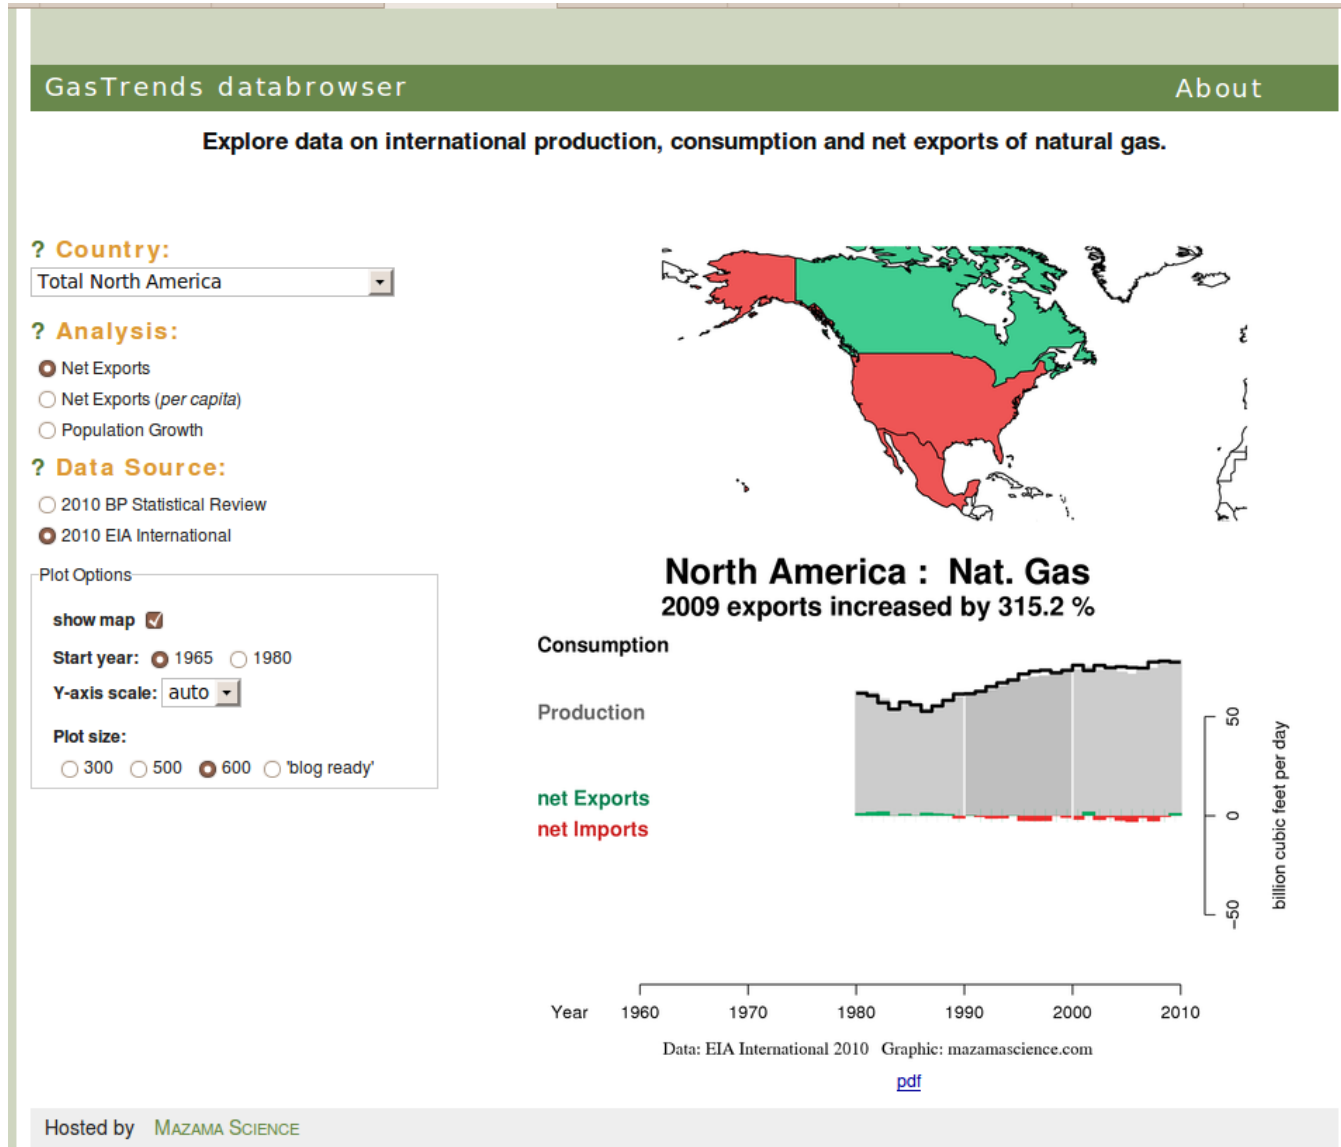 GasTrends databrowser About
Explore data on international production, consumption and net exports of natural gas.
? Country:
Total North America
? Analysis:
Net Exports
Net Exports (per capita)
Population Growth
? Data Source:
2010 BP Statistical Review
2010 EIA International
Plot Options
show map
Start year: 1965 1980
Y-axis scale: auto
Plot size:
300 500 600 'blog ready'
North America : Nat. Gas
2009 exports increased by 315.2 %
Consumption
Production
net Exports
net Imports
50
0
-50
billion cubic feet per day
Year 1960 1970 1980 1990 2000 2010
Data: EIA International 2010 Graphic: mazamascience.com
pdf
Hosted by MAZAMA SCIENCE